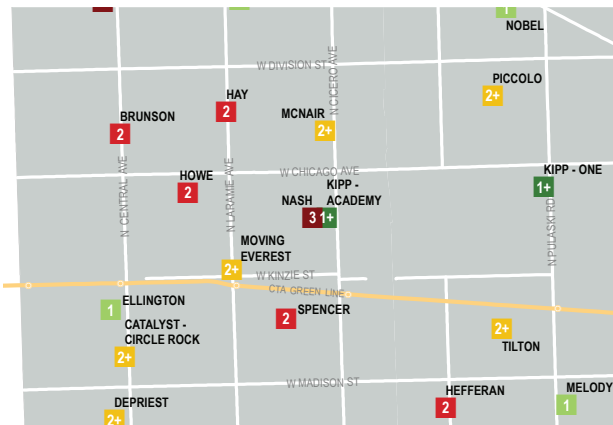 1
NOBEL
W DIVISION ST
N CICERO AVE
PICCOLO
2+
HAY
2
BRUNSON
2
MCNAIR
2+
N CENTRAL AVE
N LARAMIE AVE
W CHICAGO AVE
HOWE
2
KIPP - ONE
1+
N PULASKI RD
NASH
3
KIPP -
ACADEMY
1+
MOVING
EVEREST
2+
W KINZIE ST
CTA GREEN LINE
ELLINGTON
1
SPENCER
2
CATALYST -
CIRCLE ROCK
2+
2+
TILTON
W MADISON ST
DEPRIEST
2+
HEFFERAN
2
MELODY
1